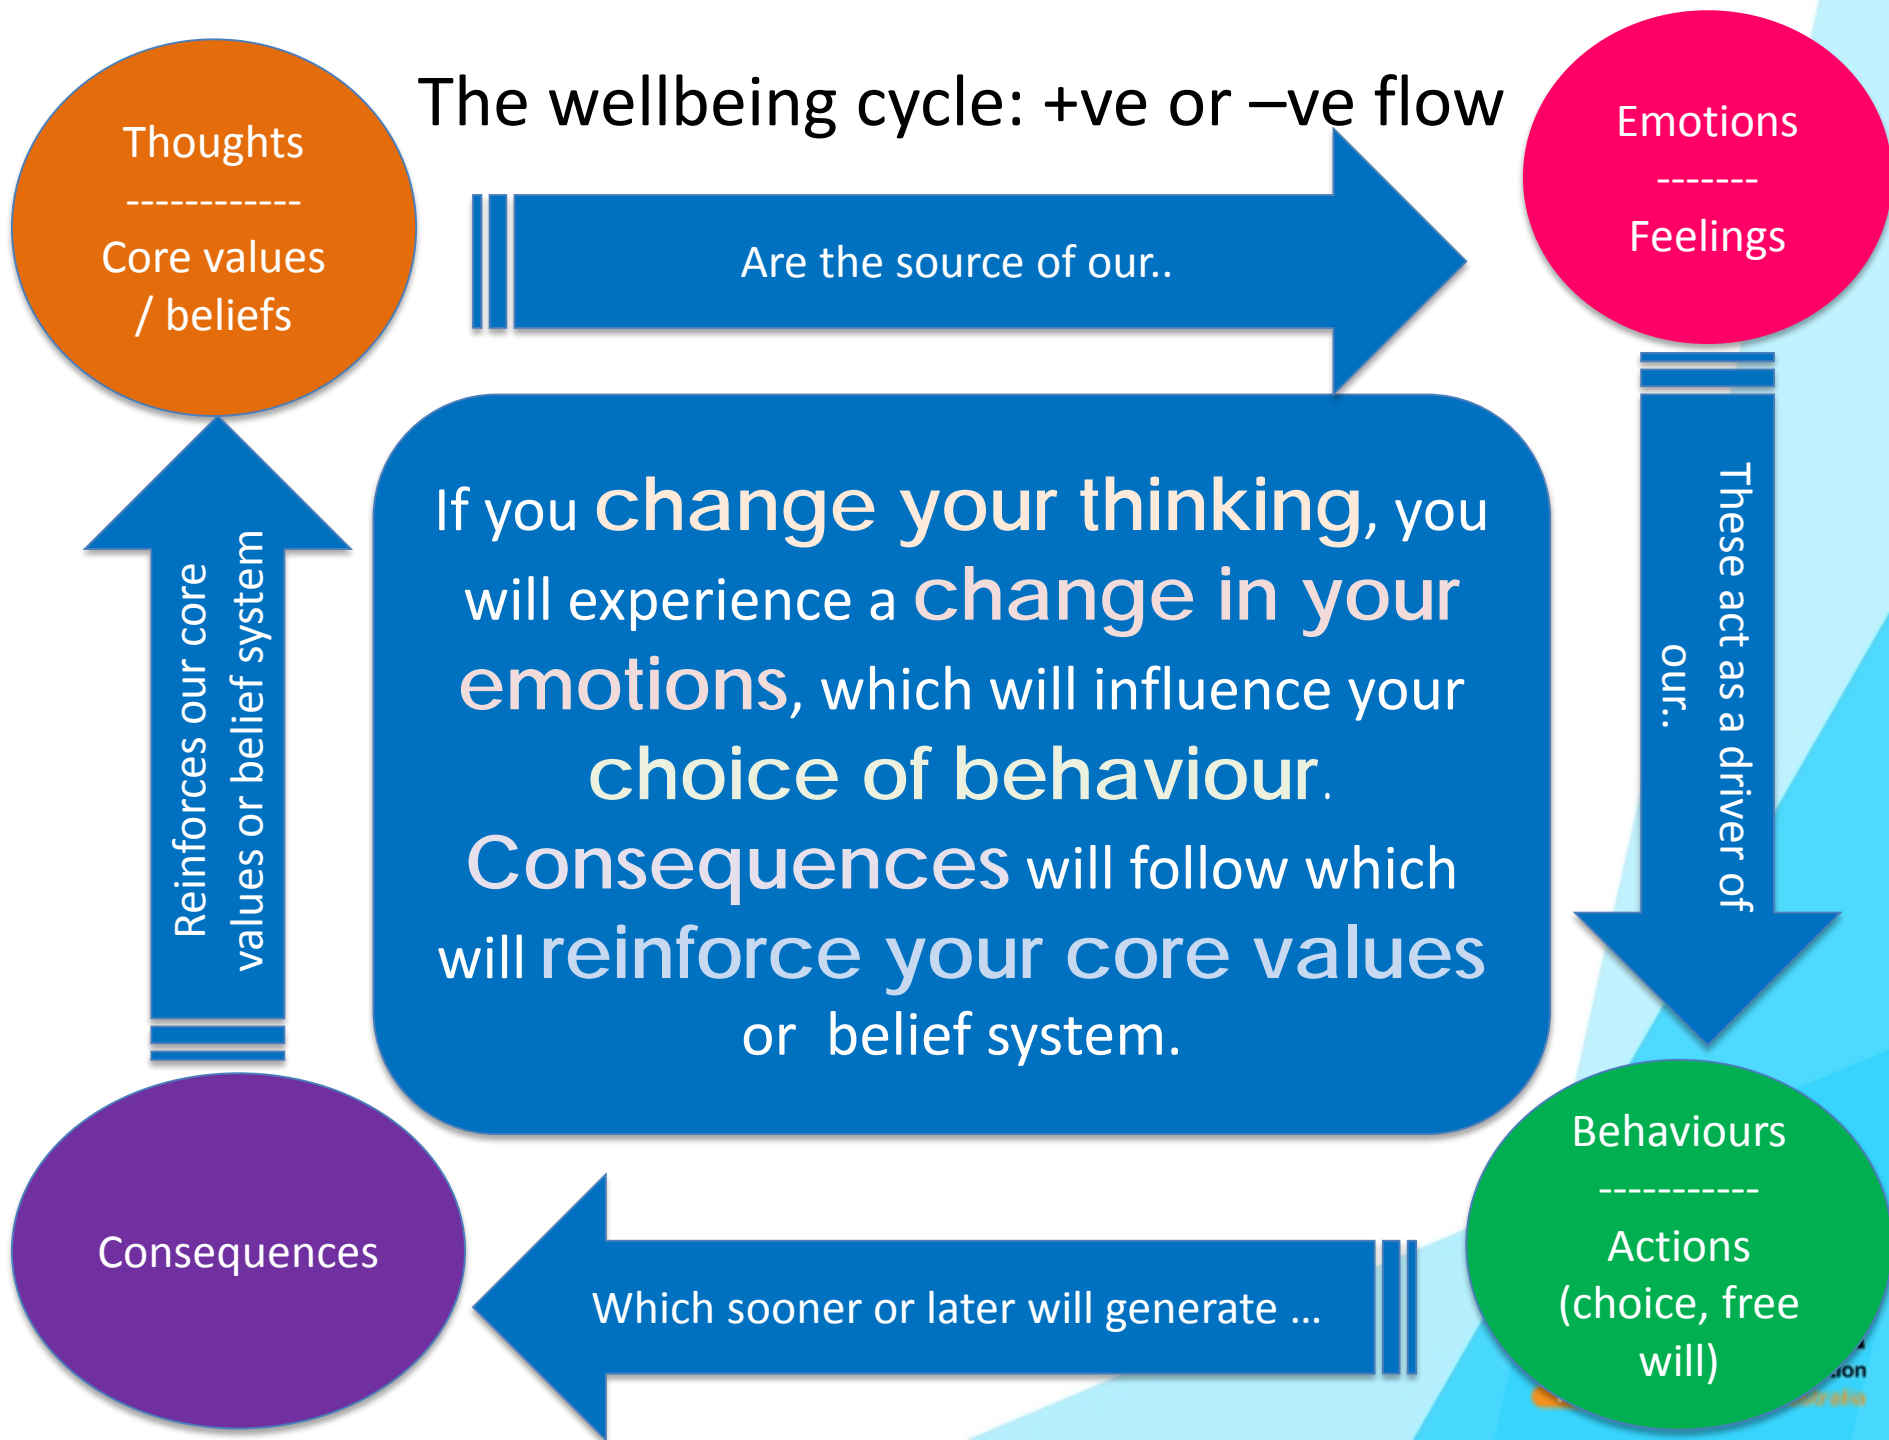 The wellbeing cycle: +ve or –ve flow
Thoughts
------------
Core values
/ beliefs
Are the source of our..
Emotions
-------
Feelings
These act as a driver of
our..
If you change your thinking, you
will experience a change in your
emotions, which will influence your
choice of behaviour.
Consequences will follow which
will reinforce your core values
or belief system.
Reinforces our core
values or belief system
Behaviours
-----------
Actions
(choice, free
will)
Which sooner or later will generate ...
Consequences